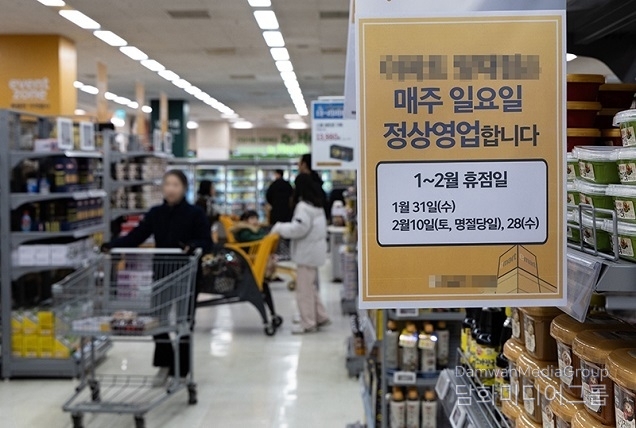 event
zone
매주 일요일
정상영업합니다
1~2월 휴점일
1월 31일(수)
2월10일(토, 명절당일), 28(수)
DamwhaMediaGroup
담화미디어그룹